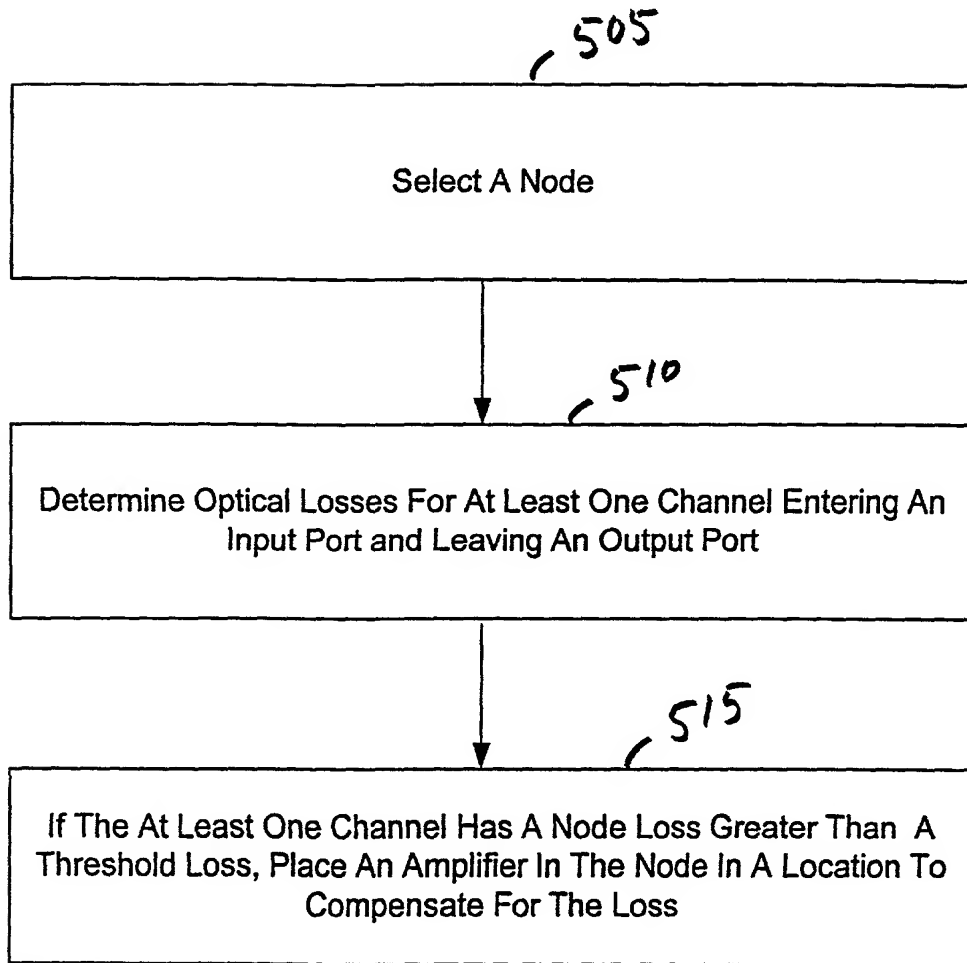 505
Select A Node
510
Determine Optical Losses For At Least One Channel Entering An
Input Port and Leaving An Output Port
515
If The At Least One Channel Has A Node Loss Greater Than A
Threshold Loss, Place An Amplifier In The Node In A Location To
Compensate For The Loss